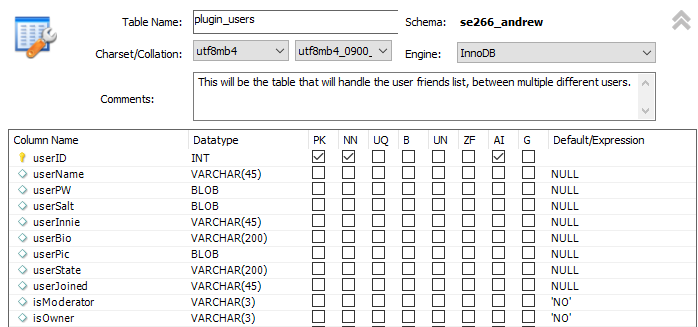 Table Name: plugin_users Schema: se266_andrew
Charset/Collation: utf8mb4 utf8mb4_0900_ Engine: InnoDB
Comments: This will be the table that will handle the user friends list, between multiple different users.
Column Name Datatype PK NN UQ B UN ZF AI G Default/Expression
userID INT
userName VARCHAR(45) NULL
userPW BLOB NULL
userSalt BLOB NULL
userInnie VARCHAR(45) NULL
userBio VARCHAR(200) NULL
userPic BLOB NULL
userState VARCHAR(200) NULL
userJoined VARCHAR(45) NULL
isModerator VARCHAR(3) 'NO'
isOwner VARCHAR(3) 'NO'